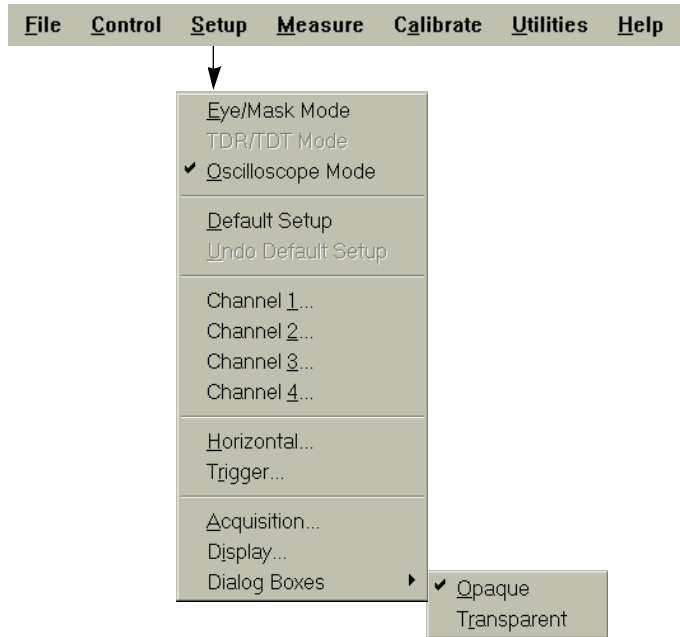 File Control Setup Measure Calibrate Utilities Help
Eye/Mask Mode
TDR/TDT Mode
Oscilloscope Mode
Default Setup
Undo Default Setup
Channel 1...
Channel 2...
Channel 3...
Channel 4...
Horizontal...
Trigger...
Acquisition...
Display...
Dialog Boxes
Opaque
Transparent